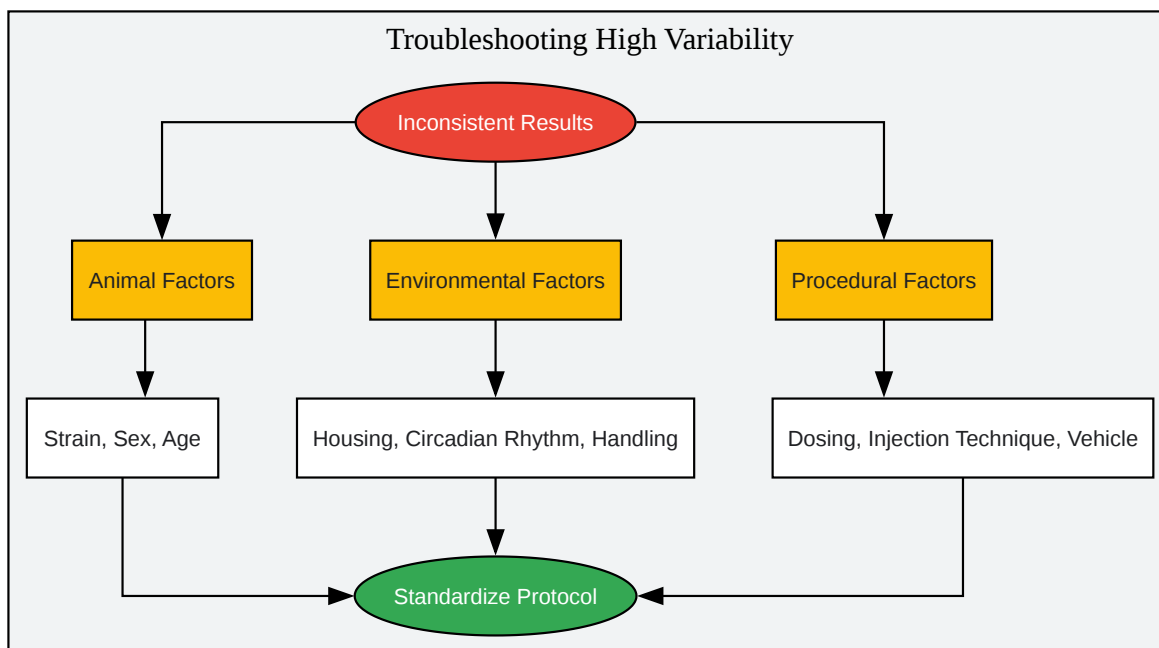 Troubleshooting High Variability
Inconsistent Results
Animal Factors
Environmental Factors
Procedural Factors
Strain, Sex, Age
Housing, Circadian Rhythm, Handling
Dosing, Injection Technique, Vehicle
Standardize Protocol